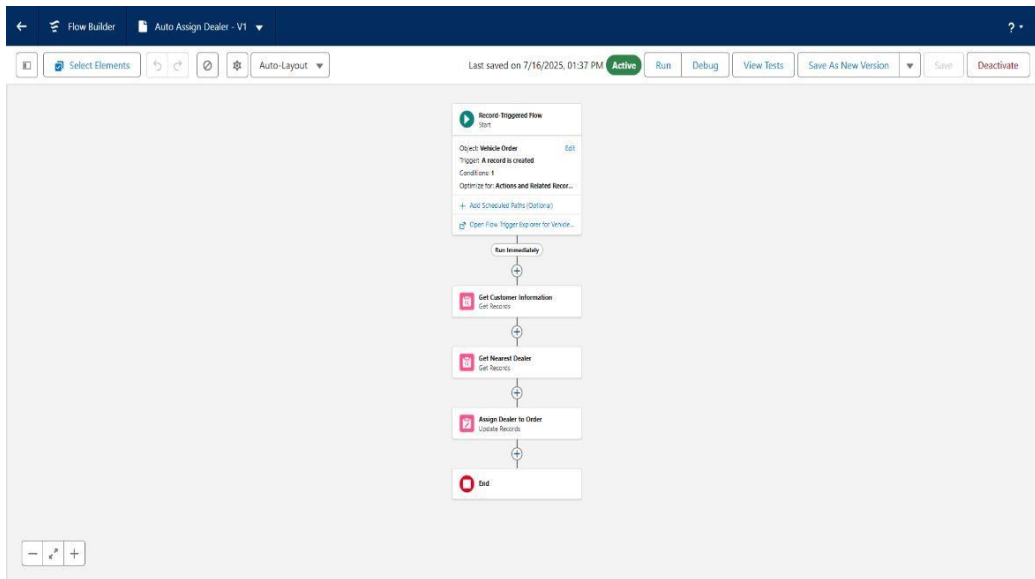 Flow Builder
Auto Assign Dealer - V1
? 
Select Elements
Auto-Layout
Last saved on 7/16/2025, 01:37 PM
Active
Run
Debug
View Tests
Save As New Version
Save
Deactivate
Record-Triggered Flow
Start
Object: Vehicle Order
Edit
Trigger: A record is created
Conditions: 1
Optimize for: Actions and Related Recor...
+ Add Scheduled Paths (Optional)
Open Flow Trigger Explorer for Vehicle...
Run Immediately
Get Customer Information
Get Records
Get Nearest Dealer
Get Records
Assign Dealer to Order
Update Records
End